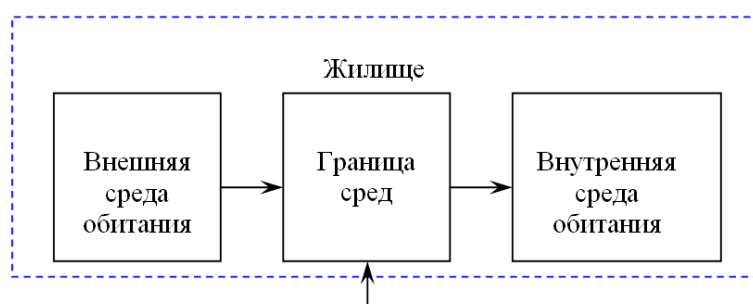 Жилище
Внешняя
среда
обитания
Граница
сред
Внутренняя
среда
обитания